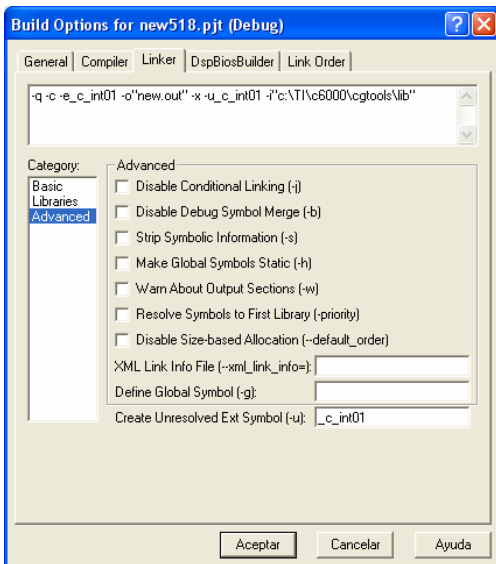 Build Options for new518.pjt (Debug)
General Compiler Linker DspBiosBuilder Link Order
-q -c -e_c_int01 -o"new.out" -x -u_c_int01 -i"c:\TI\c6000\cgtools\lib"
Category:
Basic
Libraries
Advanced
Advanced
Disable Conditional Linking (-j)
Disable Debug Symbol Merge (-b)
Strip Symbolic Information (-s)
Make Global Symbols Static (-h)
Warn About Output Sections (-w)
Resolve Symbols to First Library (-priority)
Disable Size-based Allocation (--default_order)
XML Link Info File (--xml_link_info=):
Define Global Symbol (-g):
Create Unresolved Ext Symbol (-u): _c_int01
Aceptar Cancelar Ayuda